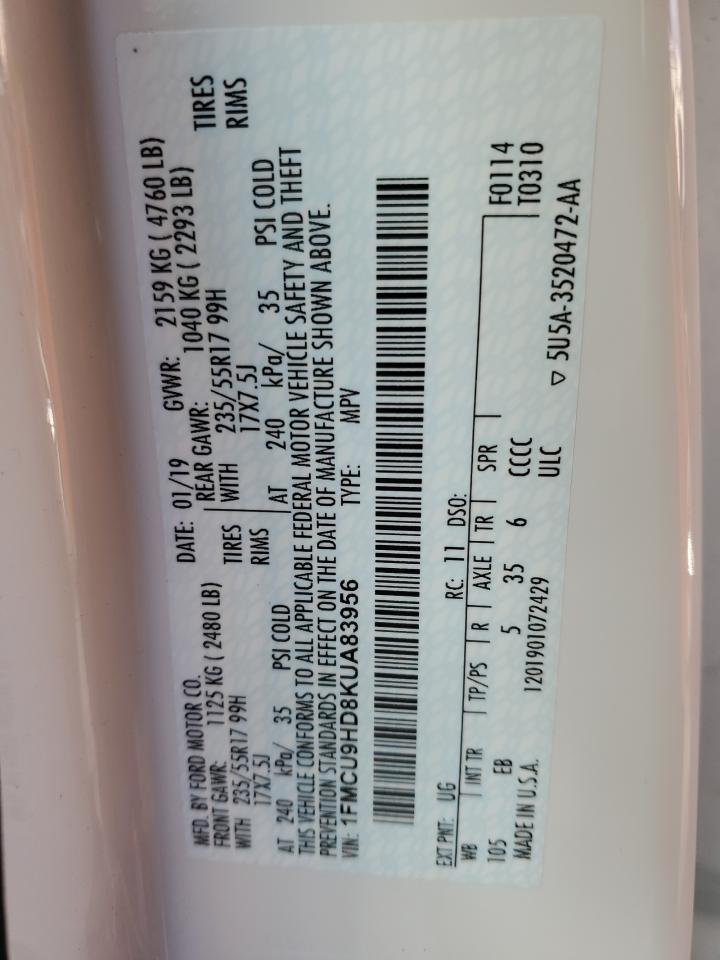 MFD. BY FORD MOTOR CO.
DATE: 01/19 GVWR: 2159 KG ( 4760 LB)
FRONT GAWR: 1125 KG ( 2480 LB) REAR GAWR: 1040 KG ( 2293 LB)
WITH 235/55R17 99H TIRES WITH 235/55R17 99H TIRES
17X7.5J RIMS 17X7.5J RIMS
AT 240 kPa/ 35 PSI COLD AT 240 kPa/ 35 PSI COLD
THIS VEHICLE CONFORMS TO ALL APPLICABLE FEDERAL MOTOR VEHICLE SAFETY AND THEFT
PREVENTION STANDARDS IN EFFECT ON THE DATE OF MANUFACTURE SHOWN ABOVE.
VIN: 1FMCU9HD8KUA83956 TYPE: MPV
EXT PNT: UG RC: 11 DSO:
WB INT TR TP/PS R AXLE TR SPR F0114
105 EB 5 35 6 CCCC T0310
MADE IN U.S.A. 1201901072429 ULC
▽ 5U5A-3520472-AA